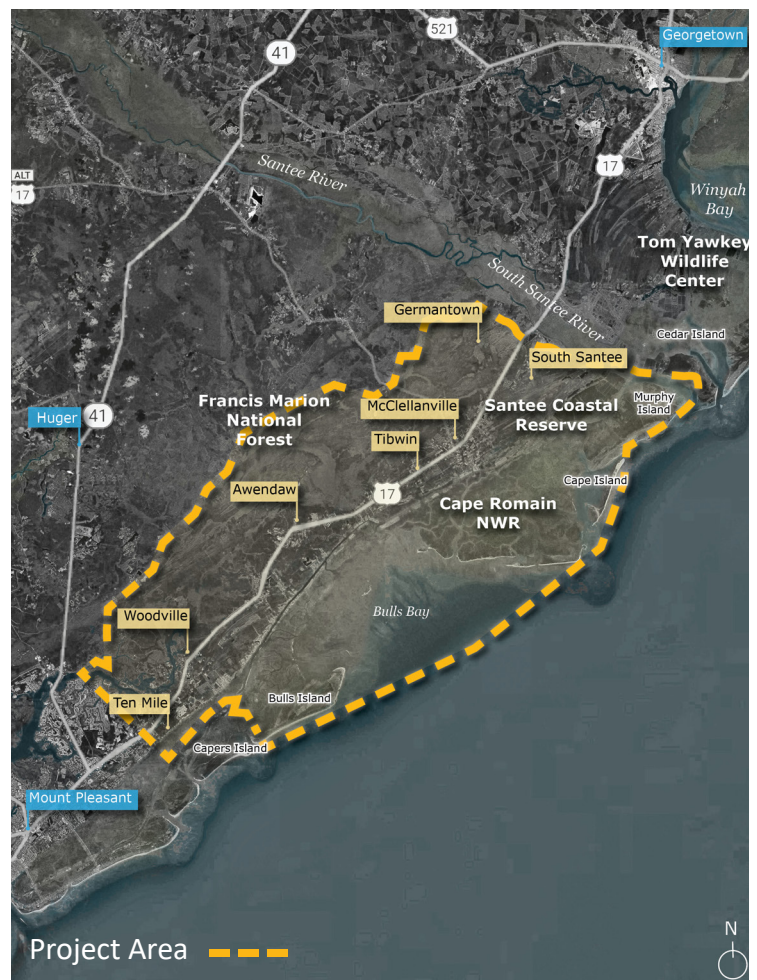 Georgetown
521
41
Santee River
17
ALT
17
Winyah
Bay
Tom Yawkey
Wildlife
Center
South Santee River
Germantown
Cedar Island
South Santee
Francis Marion
National
Forest
McClellanville
Santee Coastal
Reserve
Murphy
Island
Huger
41
Tibwin
Cape Island
Awendaw
17
Cape Romain
NWR
Bulls Bay
Woodville
Ten Mile
Bulls Island
Capers Island
Mount Pleasant
N
Project Area